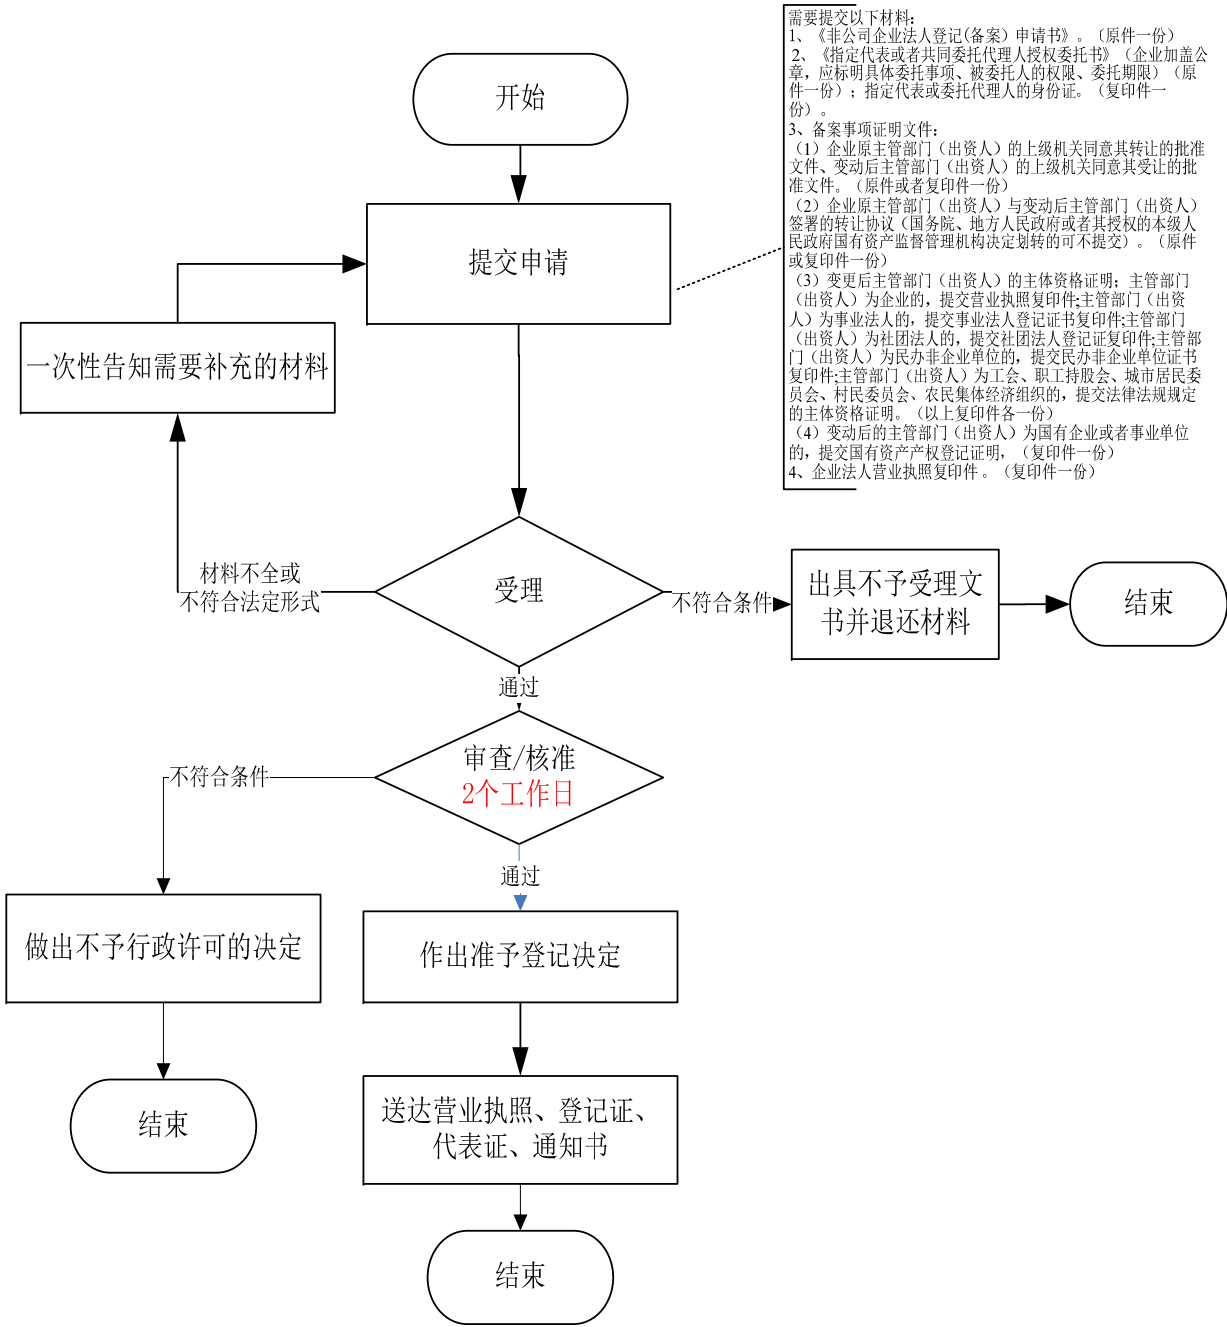 开始
提交申请
需要提交以下材料：
1、《非公司企业法人登记(备案）申请书》。（原件一份）
2、《指定代表或者共同委托代理人授权委托书》（企业加盖公
章，应标明具体委托事项、被委托人的权限、委托期限）（原
件一份）；指定代表或委托代理人的身份证。（复印件一
份）。
3、备案事项证明文件：
（1）企业原主管部门（出资人）的上级机关同意其转让的批准
文件、变动后主管部门（出资人）的上级机关同意其受让的批
准文件。（原件或者复印件一份）
（2）企业原主管部门（出资人）与变动后主管部门（出资人）
签署的转让协议（国务院、地方人民政府或者其授权的本级人
民政府国有资产监督管理机构决定划转的可不提交）。（原件
或复印件一份）
（3）变更后主管部门（出资人）的主体资格证明；主管部门
（出资人）为企业的，提交营业执照复印件;主管部门（出资
人）为事业法人的，提交事业法人登记证书复印件;主管部门
（出资人）为社团法人的，提交社团法人登记证复印件;主管部
门（出资人）为民办非企业单位的，提交民办非企业单位证书
复印件;主管部门（出资人）为工会、职工持股会、城市居民委
员会、村民委员会、农民集体经济组织的，提交法律法规规定
的主体资格证明。（以上复印件各一份）
（4）变动后的主管部门（出资人）为国有企业或者事业单位
的，提交国有资产产权登记证明，（复印件一份）
4、企业法人营业执照复印件 。（复印件一份）
一次性告知需要补充的材料
材料不全或
不符合法定形式
受理
不符合条件
出具不予受理文
书并退还材料
结束
通过
审查/核准
2个工作日
不符合条件
通过
做出不予行政许可的决定
作出准予登记决定
结束
送达营业执照、登记证、
代表证、通知书
结束